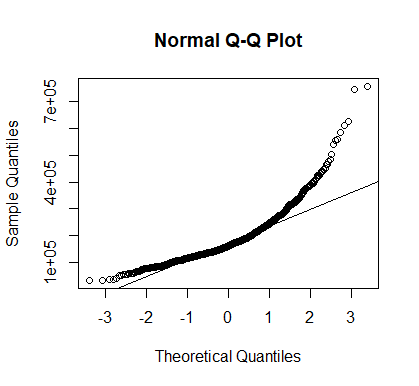 Normal Q-Q Plot
Sample Quantiles
7e+05
4e+05
1e+05
-3 -2 -1 0 1 2 3
Theoretical Quantiles